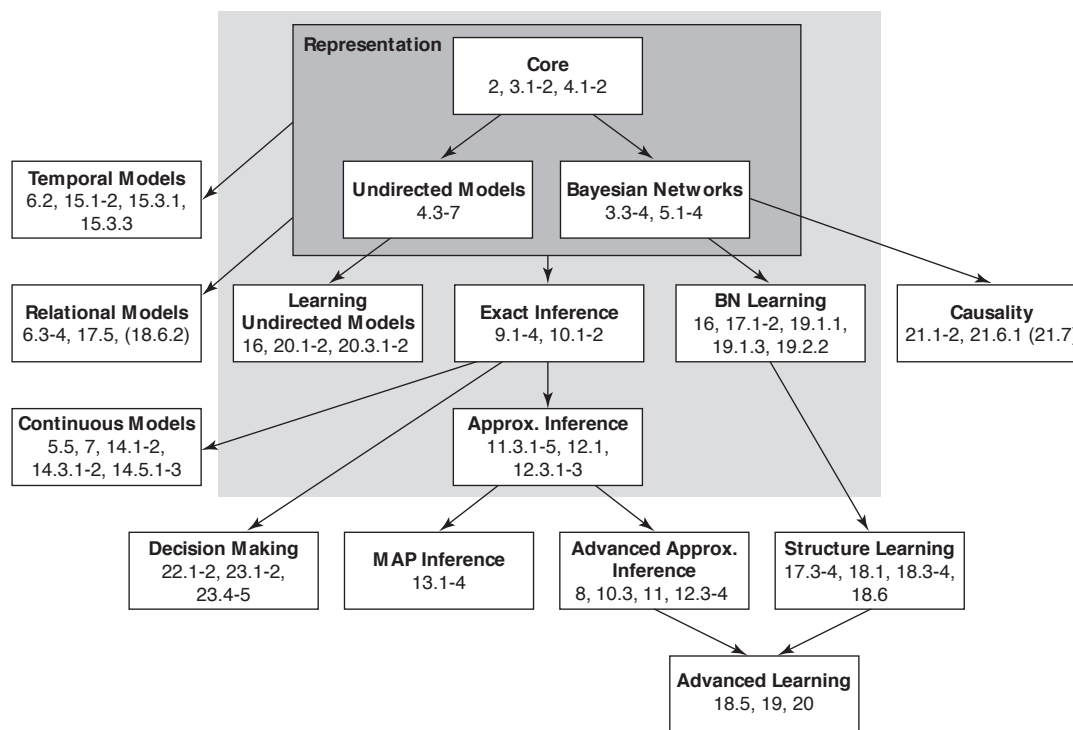 Representation
Core
2, 3.1-2, 4.1-2
Temporal Models
6.2, 15.1-2, 15.3.1,
15.3.3
Undirected Models
4.3-7
Bayesian Networks
3.3-4, 5.1-4
Relational Models
6.3-4, 17.5, (18.6.2)
Learning
Undirected Models
16, 20.1-2, 20.3.1-2
Exact Inference
9.1-4, 10.1-2
BN Learning
16, 17.1-2, 19.1.1,
19.1.3, 19.2.2
Causality
21.1-2, 21.6.1 (21.7)
Continuous Models
5.5, 7, 14.1-2,
14.3.1-2, 14.5.1-3
Approx. Inference
11.3.1-5, 12.1,
12.3.1-3
Decision Making
22.1-2, 23.1-2,
23.4-5
MAP Inference
13.1-4
Advanced Approx.
Inference
8, 10.3, 11, 12.3-4
Structure Learning
17.3-4, 18.1, 18.3-4,
18.6
Advanced Learning
18.5, 19, 20